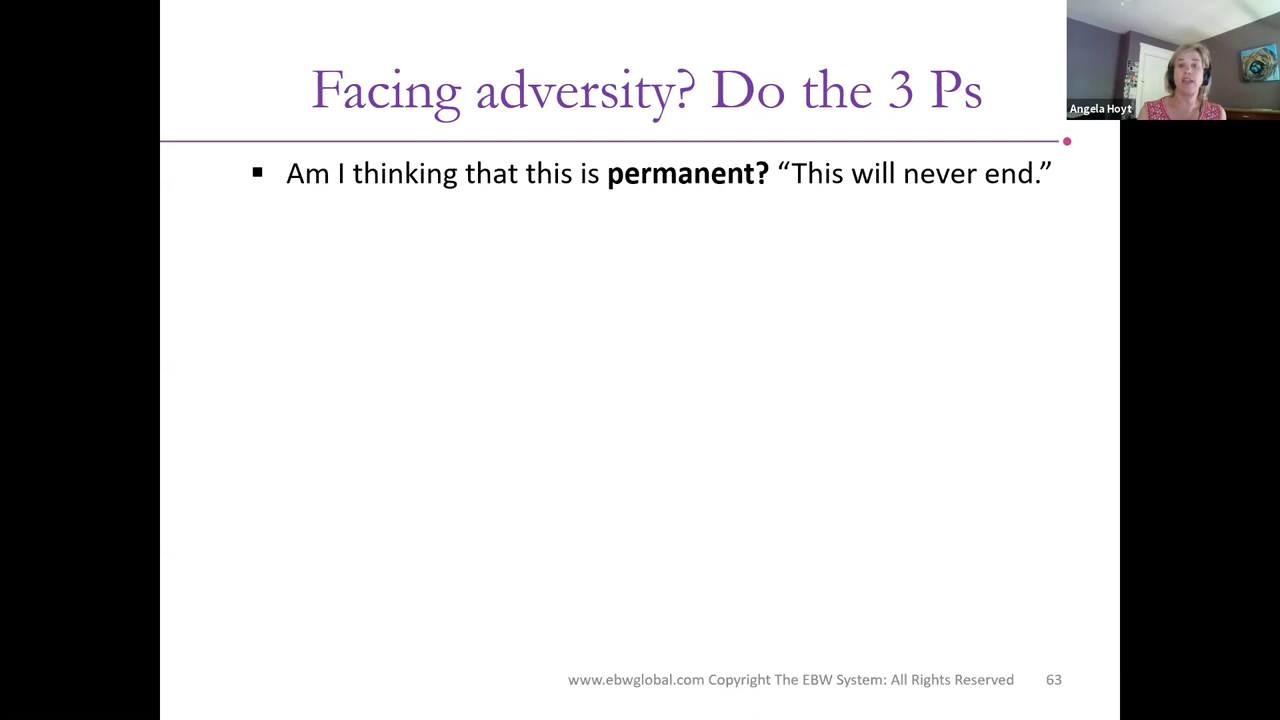 Facing adversity? Do the 3 Ps
Angela Hoyt
▪ Am I thinking that this is permanent? “This will never end.”
www.ebwglobal.com Copyright The EBW System: All Rights Reserved 63